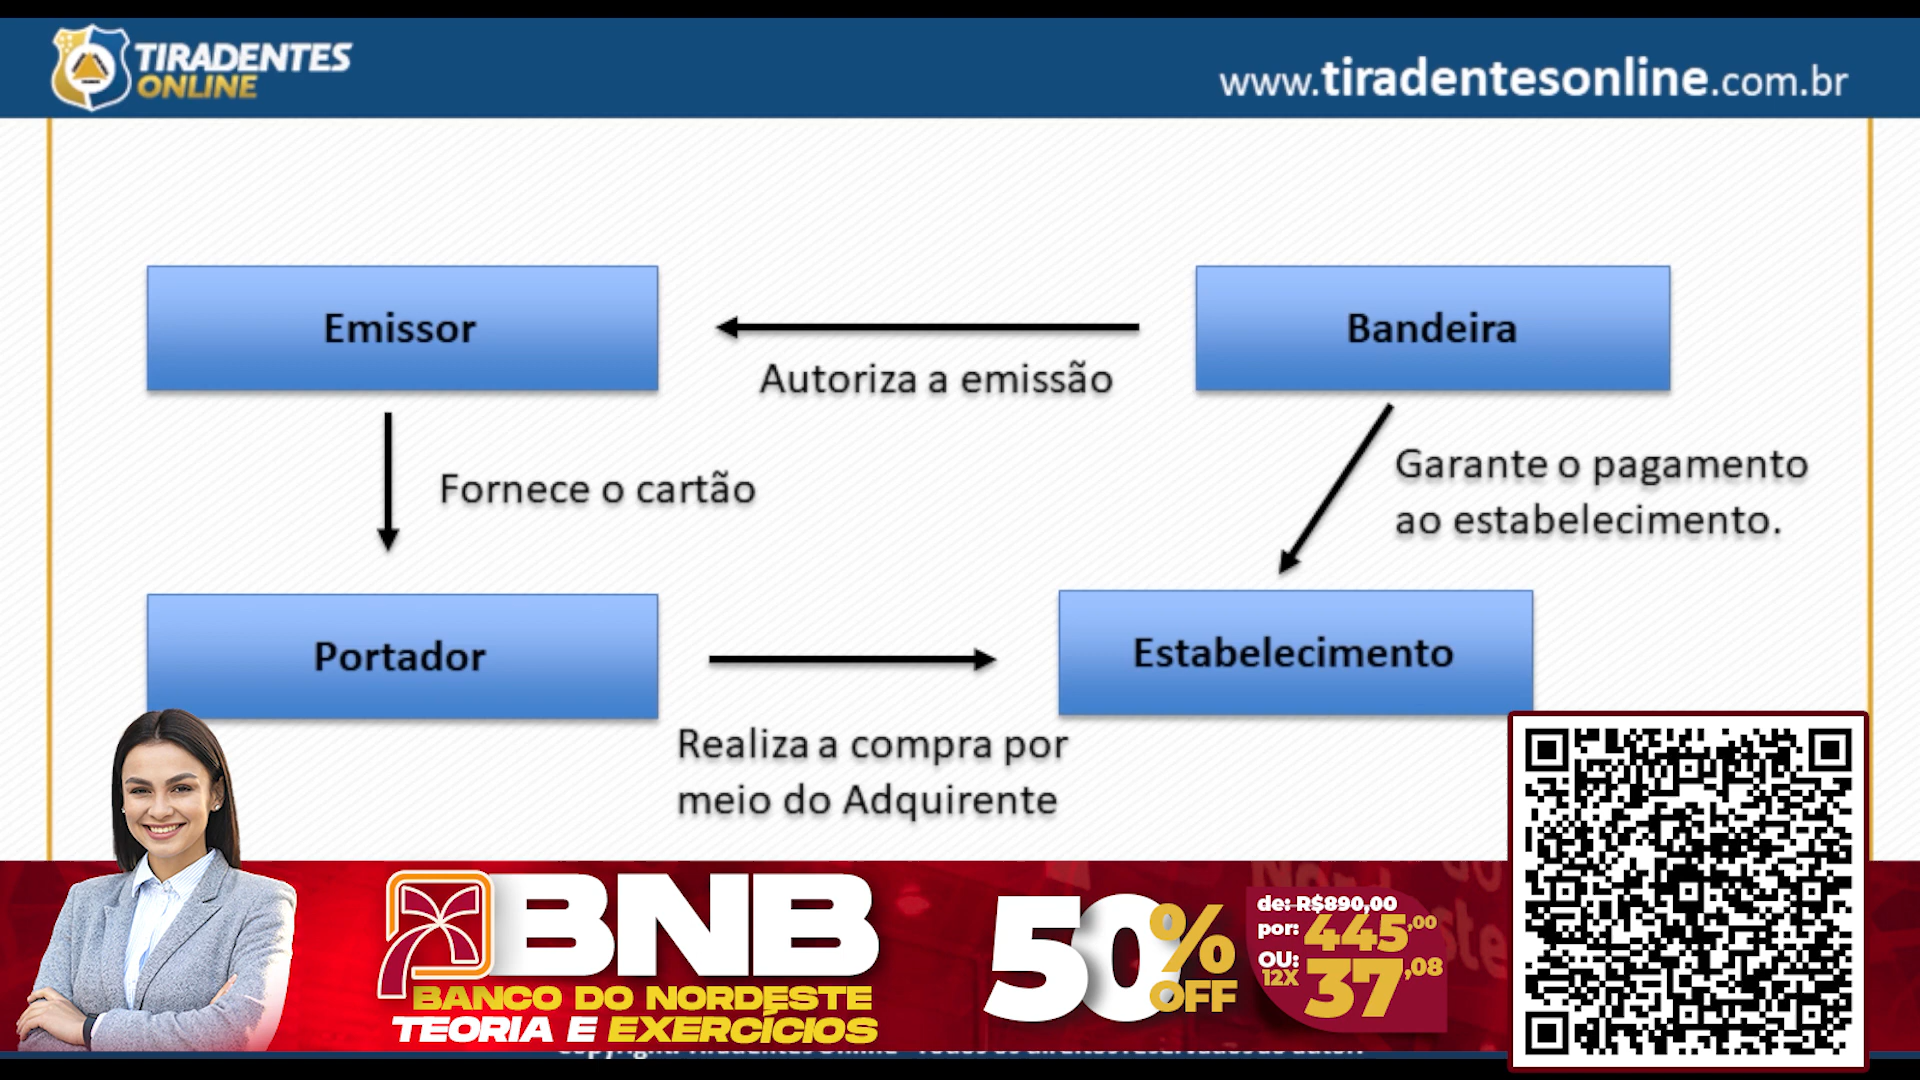 TIRADENTES
ONLINE
www.tiradentesonline.com.br
Emissor
Bandeira
Autoriza a emissão
Fornece o cartão
Garante o pagamento
ao estabelecimento.
Portador
Estabelecimento
Realiza a compra por
meio do Adquirente
BNB
BANCO DO NORDESTE
TEORIA E EXERCÍCIOS
50% OFF
de: R$890,00
por: 445,00
OU: 12X 37,08